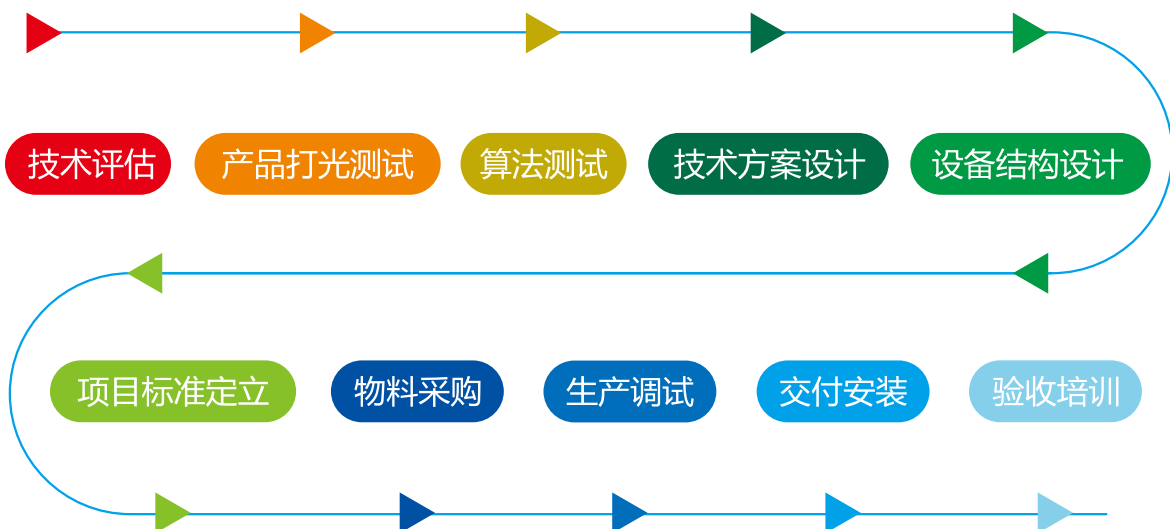 技术评估 产品打光测试 算法测试 技术方案设计 设备结构设计
项目标准定立 物料采购 生产调试 交付安装 验收培训